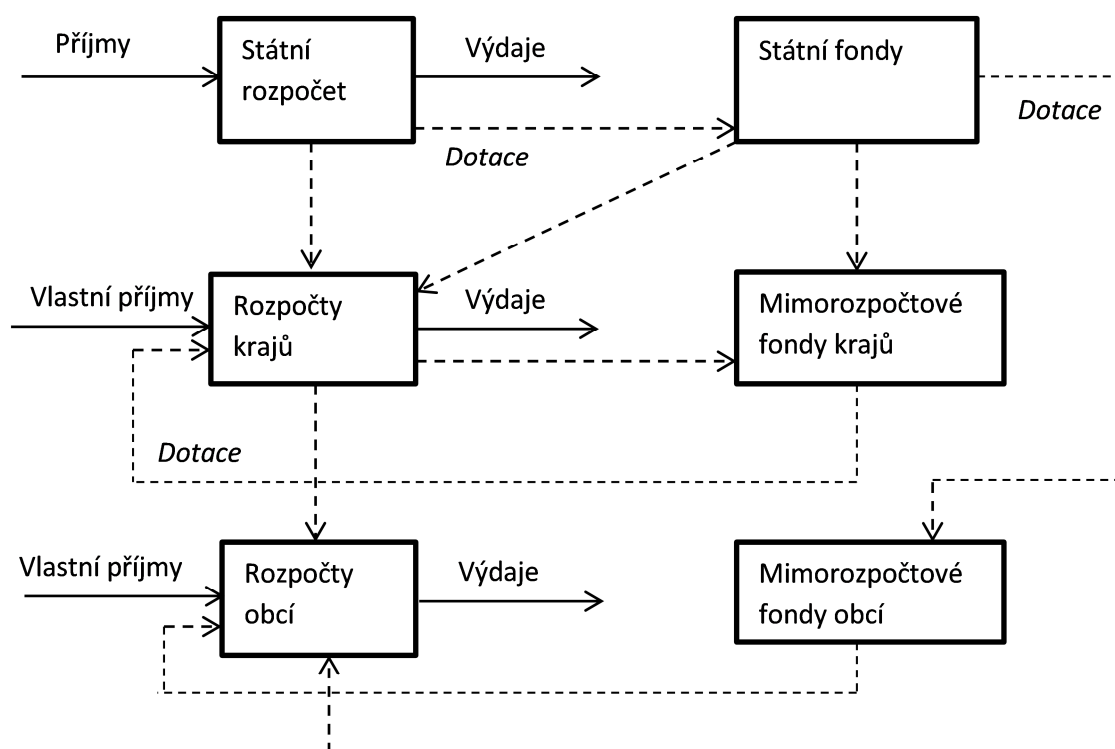 Příjmy
Státní
rozpočet
Výdaje
Státní fondy
Dotace
Dotace
Vlastní příjmy
Rozpočty
krajů
Výdaje
Mimorozpočtové
fondy krajů
Dotace
Vlastní příjmy
Rozpočty
obcí
Výdaje
Mimorozpočtové
fondy obcí